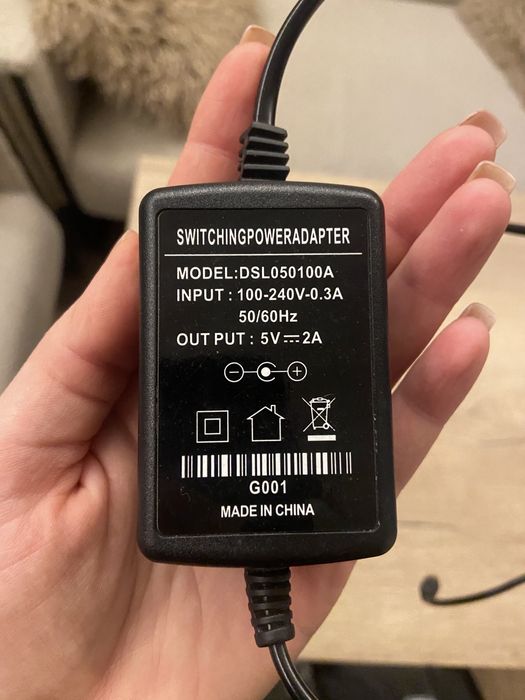 SWITCHINGPOWERADAPTER
MODEL:DSL050100A
INPUT : 100-240V-0.3A
50/60Hz
OUT PUT : 5V⎓2A
G001
MADE IN CHINA